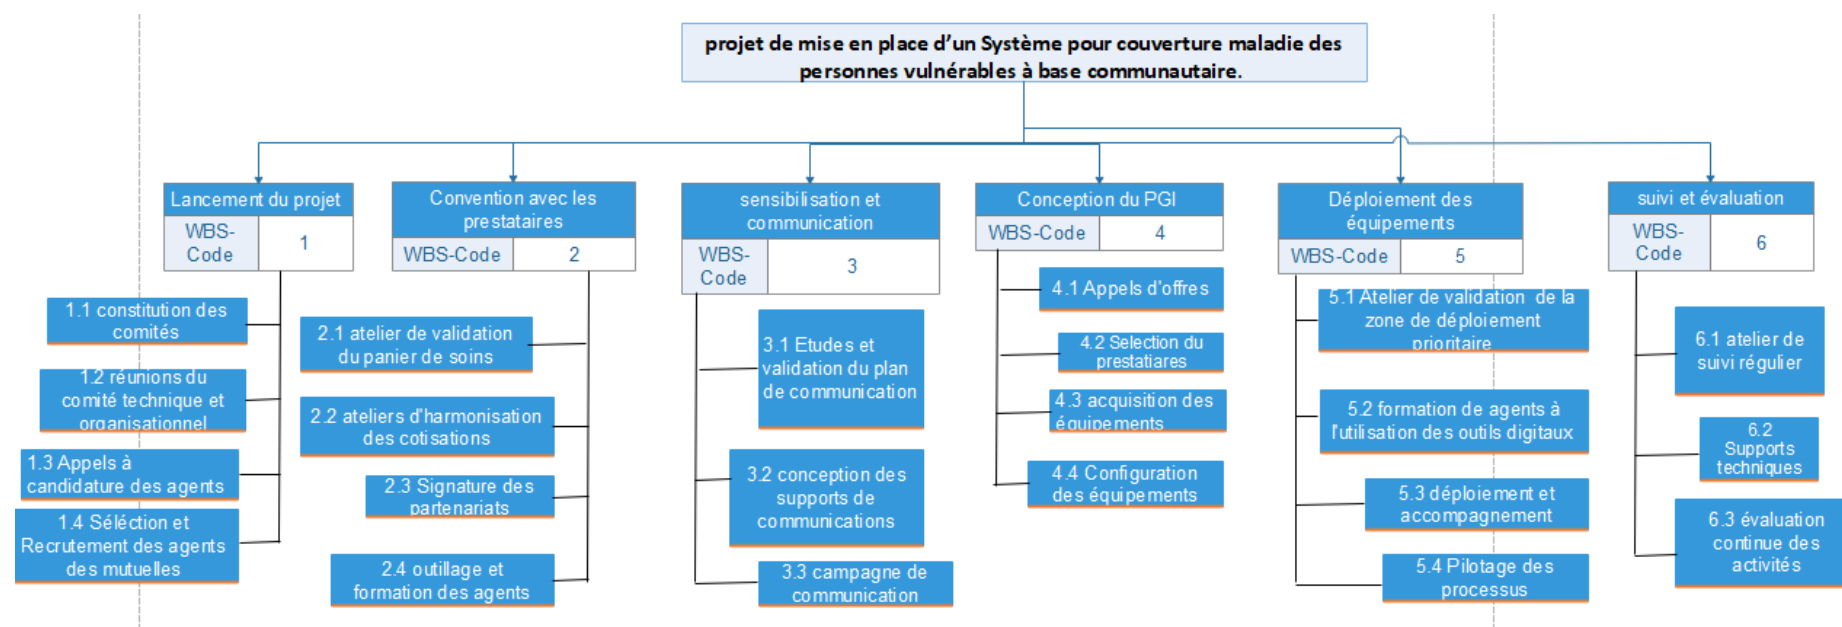 projet de mise en place d'un Système pour couverture maladie des
personnes vulnérables à base communautaire.
Lancement du projet
WBS-
Code
1
1.1 constitution des
comités
1.2 réunions du
comité technique et
organisationnel
1.3 Appels à
candidature des agents
1.4 Séléction et
Recrutement des agents
des mutuelles
Convention avec les
prestataires
WBS-Code
2
2.1 atelier de validation
du panier de soins
2.2 ateliers d'harmonisation
des cotisations
2.3 Signature des
partenariats
2.4 outillage et
formation des agents
sensibilisation et
communication
WBS-
Code
3
3.1 Etudes et
validation du plan
de communication
3.2 conception des
supports de
communications
3.3 campagne de
communication
Conception du PGI
WBS-Code
4
4.1 Appels d'offres
4.2 Selection du
prestatiares
4.3 acquisition des
équipements
4.4 Configuration
des équipements
Déploiement des
équipements
WBS-Code
5
5.1 Atelier de validation de la
zone de déploiement
prioritaire
5.2 formation de agents à
l'utilisation des outils digitaux
5.3 déploiement et
accompagnement
5.4 Pilotage des
processus
suivi et évaluation
WBS-
Code
6
6.1 atelier de
suivi régulier
6.2
Supports
techniques
6.3 évaluation
continue des
activités